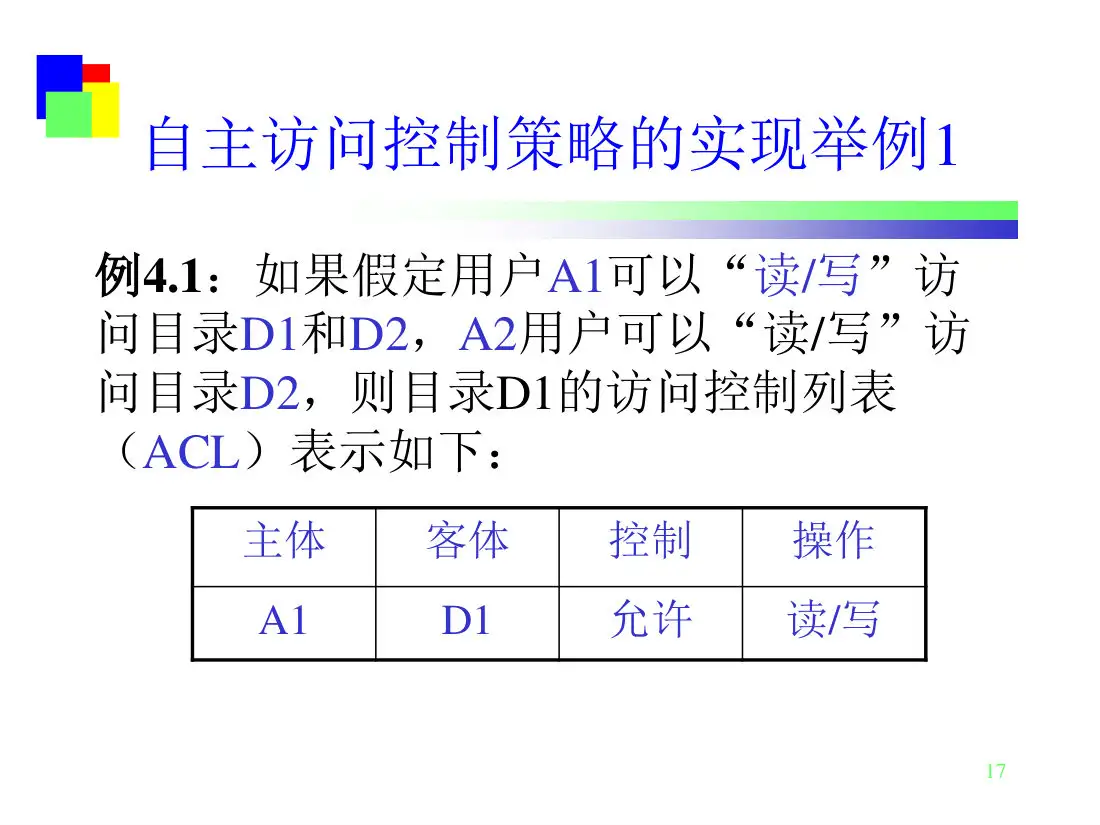 自主访问控制策略的实现举例1
例4.1：如果假定用户A1可以“读/写”访
问目录D1和D2，A2用户可以“读/写”访
问目录D2，则目录D1的访问控制列表
（ACL）表示如下：
主体 客体 控制 操作
A1 D1 允许 读/写
17